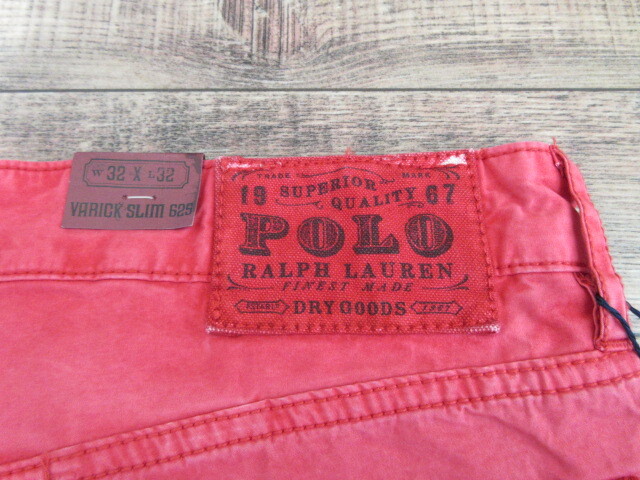 W 32 X L 32
VARICK SLIM 629
TRADE MARK
19 SUPERIOR QUALITY 67
POLO
RALPH LAUREN
FINEST MADE
DRY GOODS